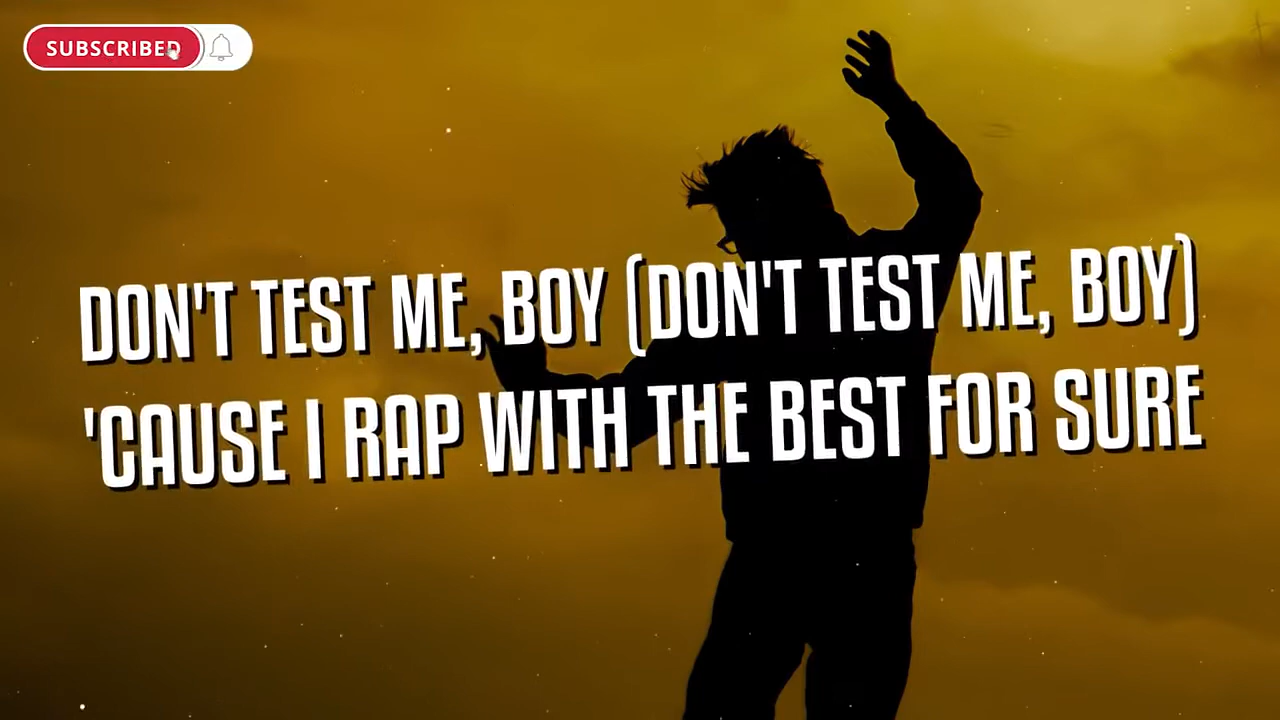 SUBSCRIBED
DON'T TEST ME, BOY (DON'T TEST ME, BOY)
'CAUSE I RAP WITH THE BEST FOR SURE